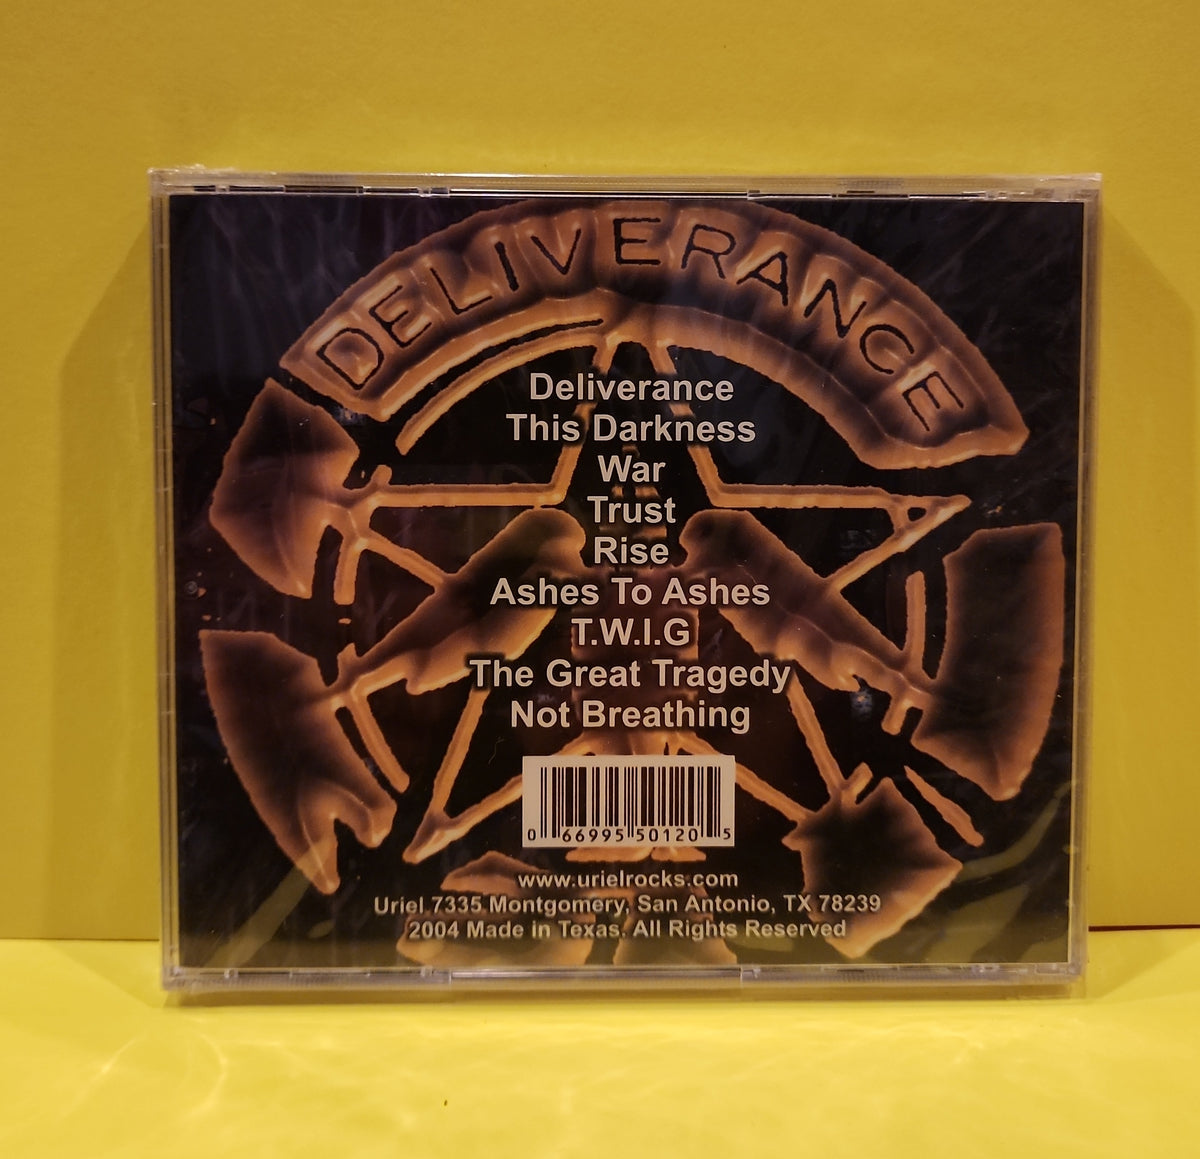 DELIVERANCE
Deliverance
This Darkness
War
Trust
Rise
Ashes To Ashes
T.W.I.G
The Great Tragedy
Not Breathing
0 66995 50120 5
www.urielrocks.com
Uriel 7335 Montgomery, San Antonio, TX 78239
2004 Made in Texas. All Rights Reserved